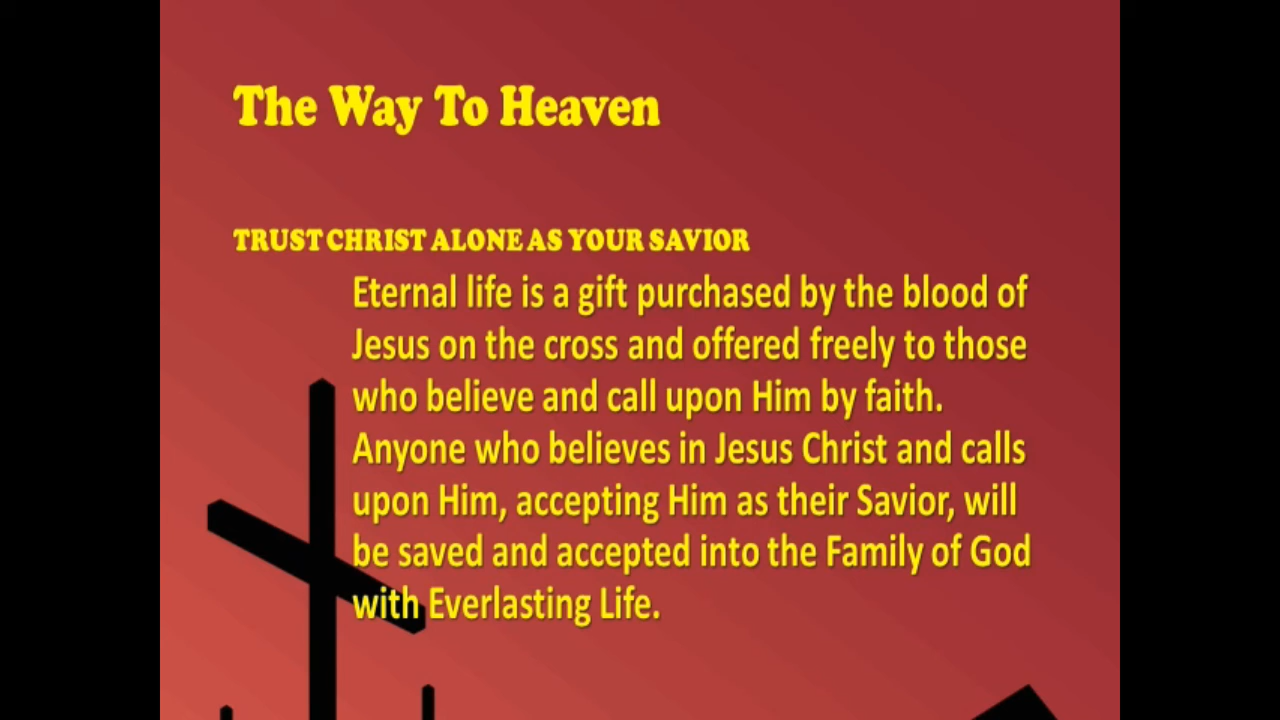 The Way To Heaven
TRUST CHRIST ALONE AS YOUR SAVIOR
Eternal life is a gift purchased by the blood of
Jesus on the cross and offered freely to those
who believe and call upon Him by faith.
Anyone who believes in Jesus Christ and calls
upon Him, accepting Him as their Savior, will
be saved and accepted into the Family of God
with Everlasting Life.